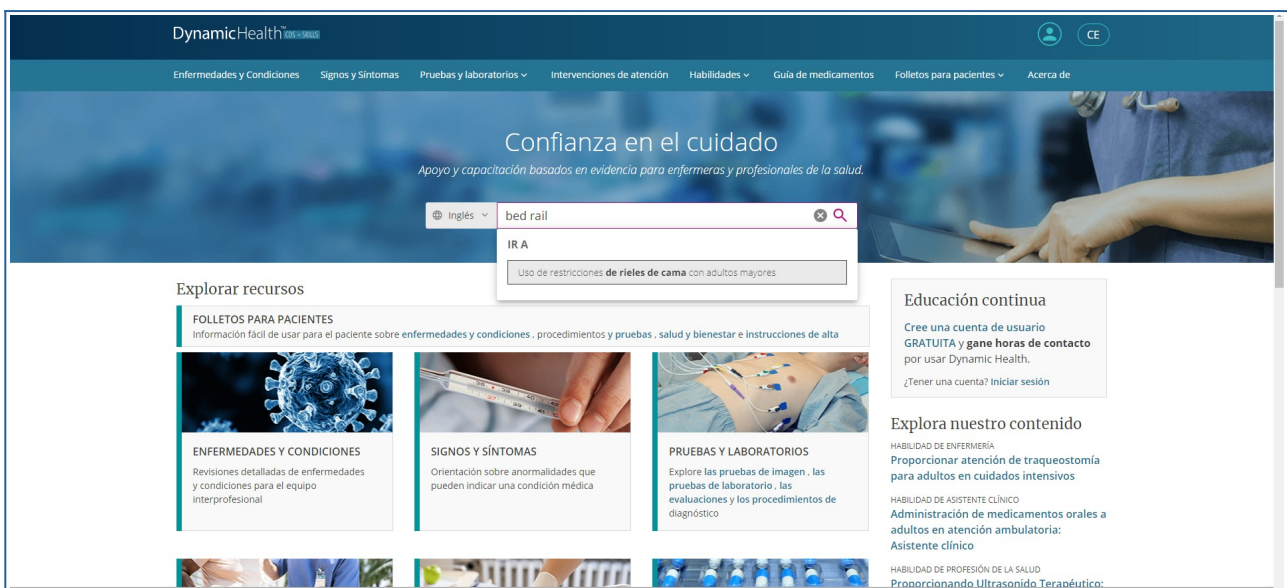 DynamicHealth™ CDS + SKILLS
CE
Enfermedades y Condiciones Signos y Síntomas Pruebas y laboratorios Intervenciones de atención Habilidades Guía de medicamentos Folletos para pacientes Acerca de
Confianza en el cuidado
Apoyo y capacitación basados en evidencia para enfermeras y profesionales de la salud.
Inglés bed rail
IR A
Uso de restricciones de rieles de cama con adultos mayores
Explorar recursos
FOLLETOS PARA PACIENTES
Información fácil de usar para el paciente sobre enfermedades y condiciones , procedimientos y pruebas , salud y bienestar e instrucciones de alta
ENFERMEDADES Y CONDICIONES
Revisiones detalladas de enfermedades
y condiciones para el equipo
interprofesional
SIGNOS Y SÍNTOMAS
Orientación sobre anormalidades que
pueden indicar una condición médica
PRUEBAS Y LABORATORIOS
Explore las pruebas de imagen , las
pruebas de laboratorio , las
evaluaciones y los procedimientos de
diagnóstico
Educación continua
Cree una cuenta de usuario
GRATUITA y gane horas de contacto
por usar Dynamic Health.
¿Tener una cuenta? Iniciar sesión
Explora nuestro contenido
HABILIDAD DE ENFERMERÍA
Proporcionar atención de traqueostomía
para adultos en cuidados intensivos
HABILIDAD DE ASISTENTE CLÍNICO
Administración de medicamentos orales a
adultos en atención ambulatoria:
Asistente clínico
HABILIDAD DE PROFESIÓN DE LA SALUD
Proporcionando Ultrasonido Terapéutico: